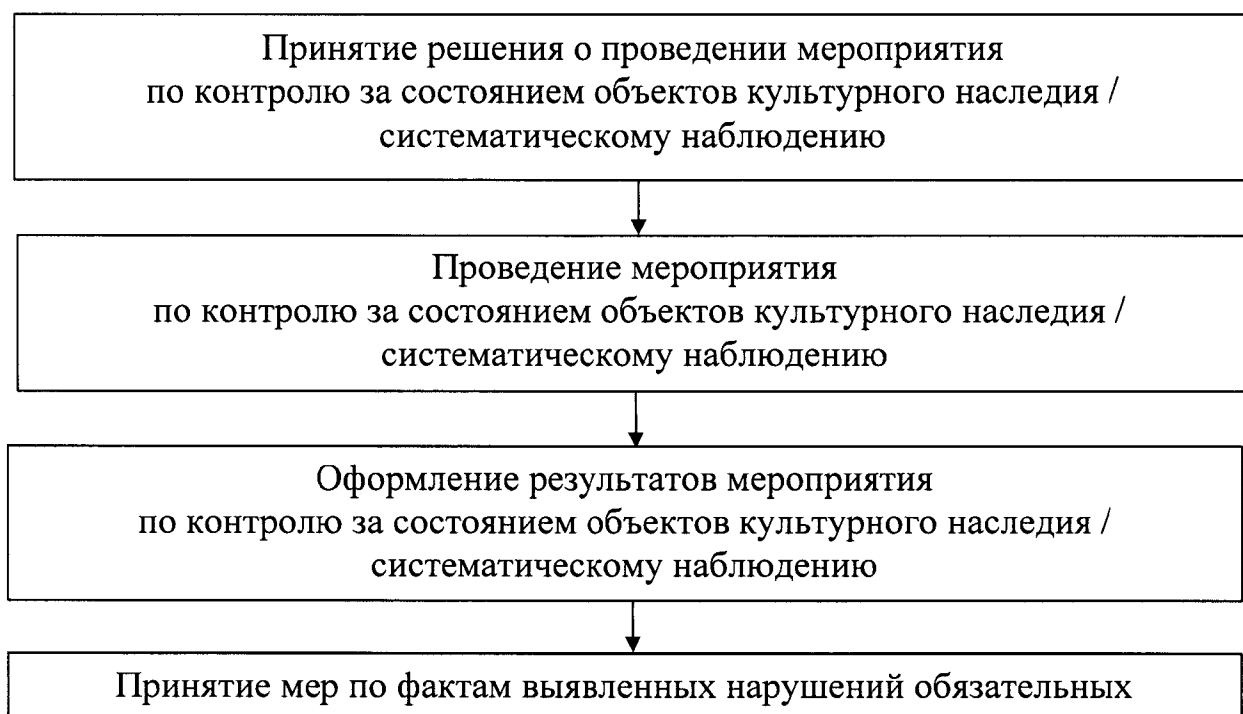 Принятие решения о проведении мероприятия
по контролю за состоянием объектов культурного наследия /
систематическому наблюдению
Проведение мероприятия
по контролю за состоянием объектов культурного наследия /
систематическому наблюдению
Оформление результатов мероприятия
по контролю за состоянием объектов культурного наследия /
систематическому наблюдению
Принятие мер по фактам выявленных нарушений обязательных